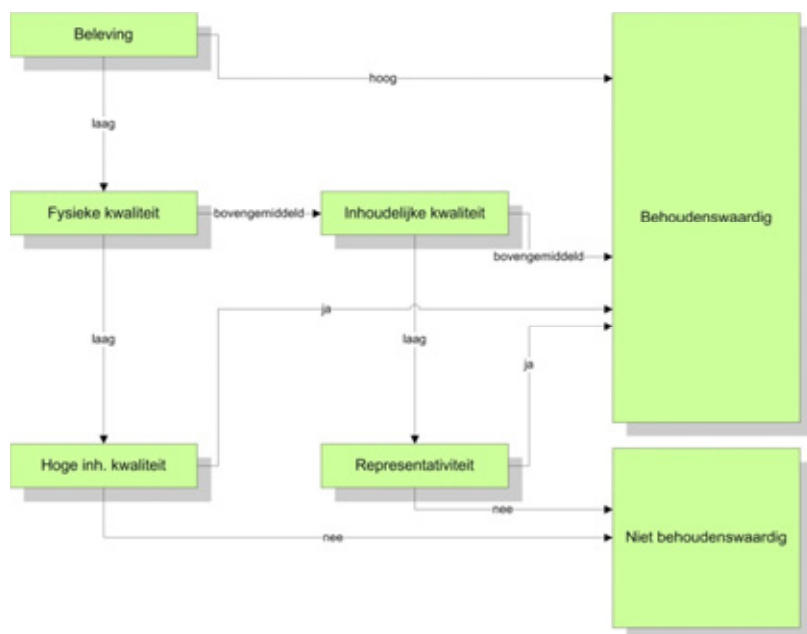 Beleving
hoog
laag
Fysieke kwaliteit
bovengemiddeld
Inhoudelijke kwaliteit
Behoudenswaardig
bovengemiddeld
ja
laag
laag
ja
Hoge inh. kwaliteit
Representativiteit
nee
nee
Niet behoudenswaardig